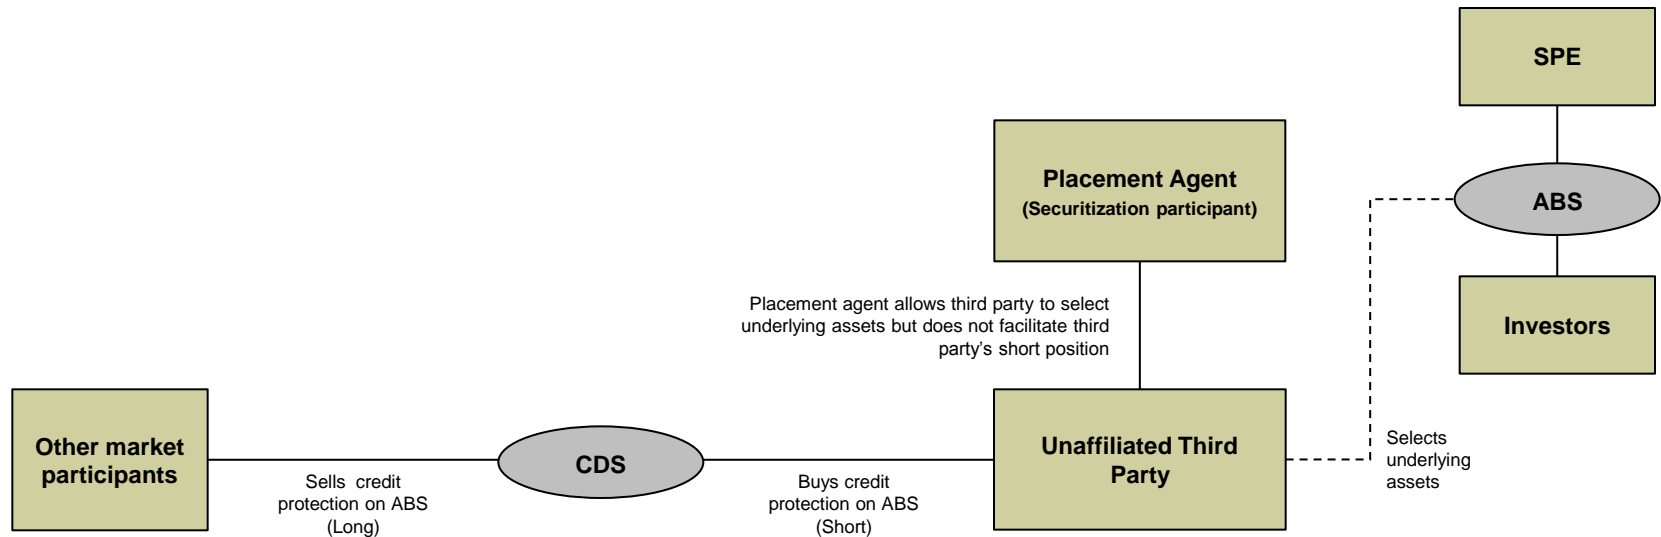 SPE
Placement Agent
(Securitization participant)
ABS
Placement agent allows third party to select
underlying assets but does not facilitate third
party's short position
Investors
Other market
participants
Sells credit
protection on ABS
(Long)
CDS
Buys credit
protection on ABS
(Short)
Unaffiliated Third
Party
Selects
underlying
assets